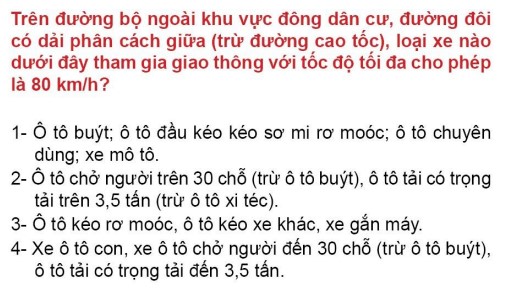 Trên đường bộ ngoài khu vực đông dân cư, đường đôi
có dải phân cách giữa (trừ đường cao tốc), loại xe nào
dưới đây tham gia giao thông với tốc độ tối đa cho phép
là 80 km/h?
1- Ô tô buýt; ô tô đầu kéo kéo sơ mi rơ moóc; ô tô chuyên
dùng; xe mô tô.
2- Ô tô chở người trên 30 chỗ (trừ ô tô buýt), ô tô tải có trọng
tải trên 3,5 tấn (trừ ô tô xi téc).
3- Ô tô kéo rơ moóc, ô tô kéo xe khác, xe gắn máy.
4- Xe ô tô con, xe ô tô chở người đến 30 chỗ (trừ ô tô buýt),
ô tô tải có trọng tải đến 3,5 tấn.